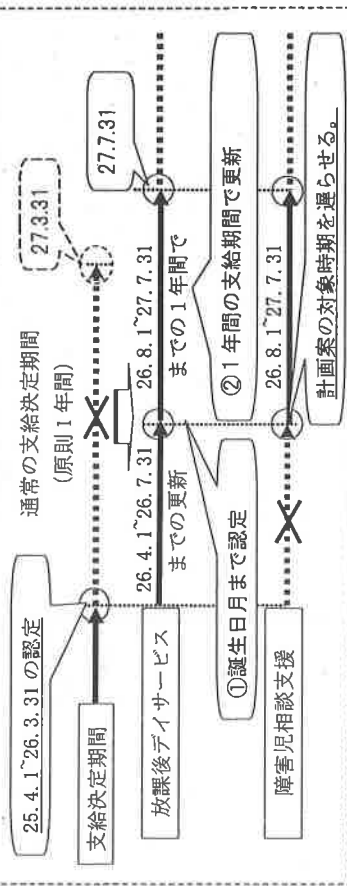 通常の支給決定期間
(原則１年間)
27.3.31
27.7.31
25.4.1~26.3.31の認定
支給決定期間
放課後デイサービス
26.4.1~26.7.31
までの更新
26.8.1~27.7.31
までの１年間で
①誕生日月まで認定
②１年間の支給期間で更新
障害児相談支援
26.8.1~27.7.31
計画案の対象時期を遅らせる。